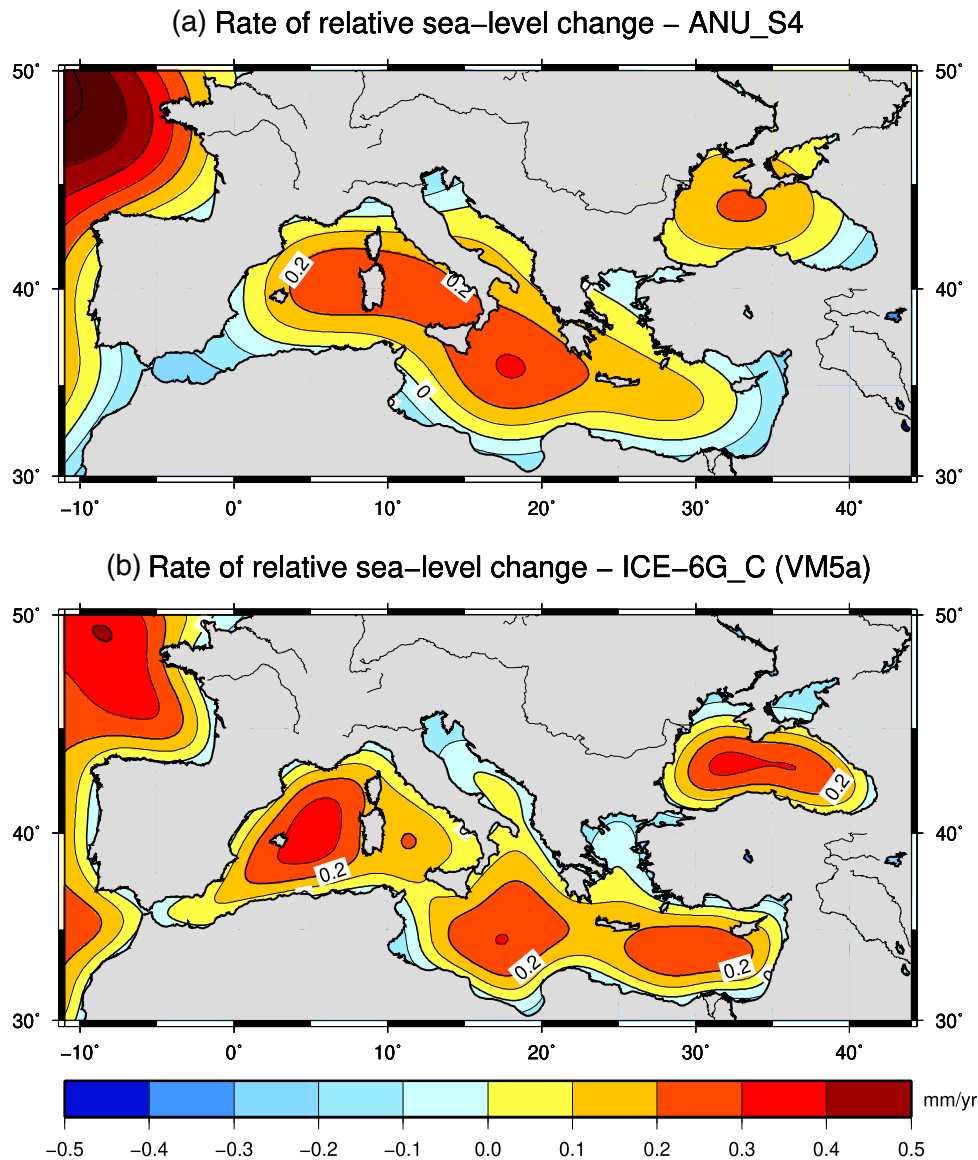 (a) Rate of relative sea−level change − ANU_S4
50˚ 50˚
0.2
0.2
40˚ 40˚
0
30˚ 30˚
−10˚ 0˚ 10˚ 20˚ 30˚ 40˚
(b) Rate of relative sea−level change − ICE−6G_C (VM5a)
50˚ 50˚
0.2
40˚ 40˚
0.2
0.2
0.2
30˚ 30˚
−10˚ 0˚ 10˚ 20˚ 30˚ 40˚
mm/yr
−0.5 −0.4 −0.3 −0.2 −0.1 0.0 0.1 0.2 0.3 0.4 0.5